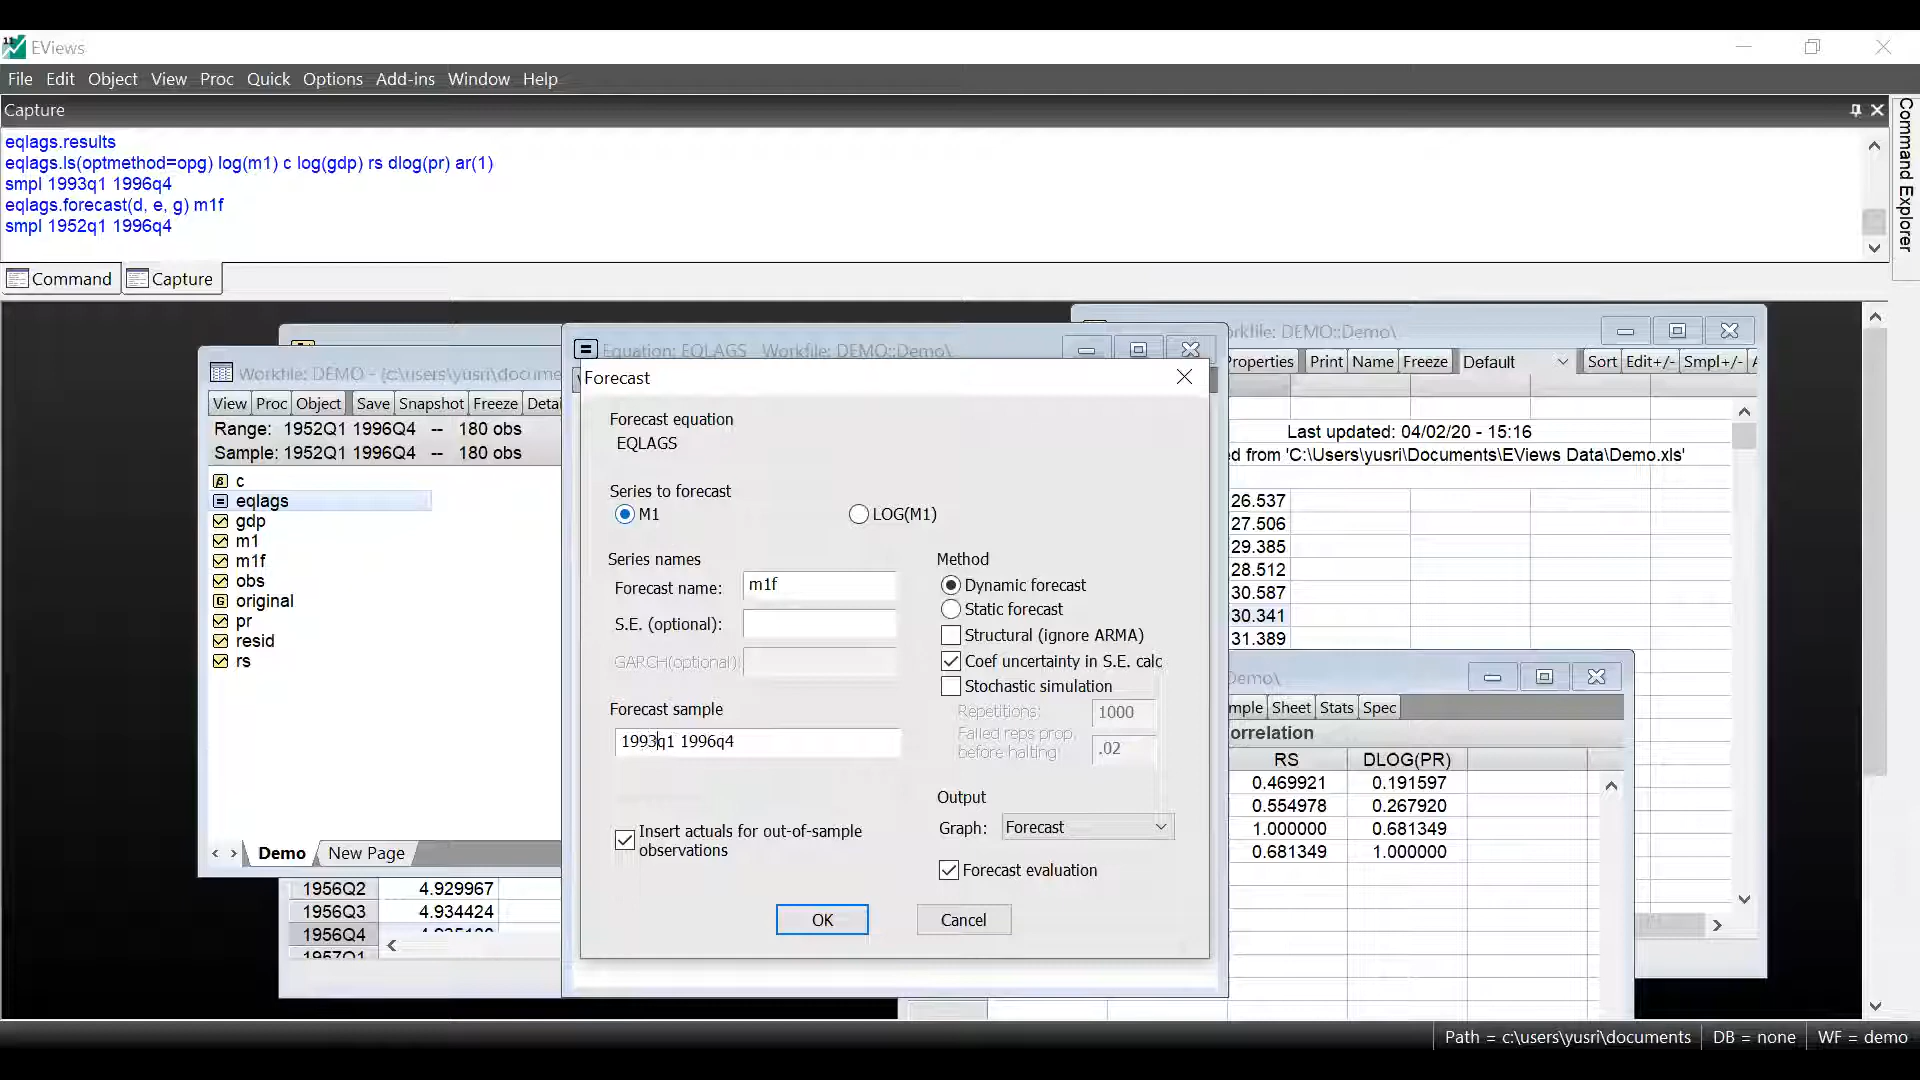 EViews
File Edit Object View Proc Quick Options Add-ins Window Help
Capture
eqlags.results
eqlags.ls(optmethod=opg) log(m1) c log(gdp) rs dlog(pr) ar(1)
smpl 1993q1 1996q4
eqlags.forecast(d, e, g) m1f
smpl 1952q1 1996q4
Command Explorer
Command Capture
Workfile: DEMO - (c:\users\yusri\docume
View Proc Object Save Snapshot Freeze Detai
Range: 1952Q1 1996Q4 -- 180 obs
Sample: 1952Q1 1996Q4 -- 180 obs
c
eqlags
gdp
m1
m1f
obs
original
pr
resid
rs
Demo New Page
1956Q2 4.929967
1956Q3 4.934424
1956Q4
1957Q1
Equation: EQLAGS Workfile: DEMO::Demo\
Forecast
Forecast equation
EQLAGS
Series to forecast
M1 LOG(M1)
Series names
Forecast name: m1f
S.E. (optional):
GARCH(optional):
Forecast sample
1993q1 1996q4
Insert actuals for out-of-sample
observations
Method
Dynamic forecast
Static forecast
Structural (ignore ARMA)
Coef uncertainty in S.E. calc
Stochastic simulation
Repetitions: 1000
Failed reps prop.
before halting: .02
Output
Graph: Forecast
Forecast evaluation
OK Cancel
rkfile: DEMO::Demo\
Properties Print Name Freeze Default Sort Edit+/- Smpl+/-
Last updated: 04/02/20 - 15:16
ed from 'C:\Users\yusri\Documents\EViews Data\Demo.xls'
26.537
27.506
29.385
28.512
30.587
30.341
31.389
Demo\
mple Sheet Stats Spec
orrelation
RS DLOG(PR)
0.469921 0.191597
0.554978 0.267920
1.000000 0.681349
0.681349 1.000000
Path = c:\users\yusri\documents DB = none WF = demo